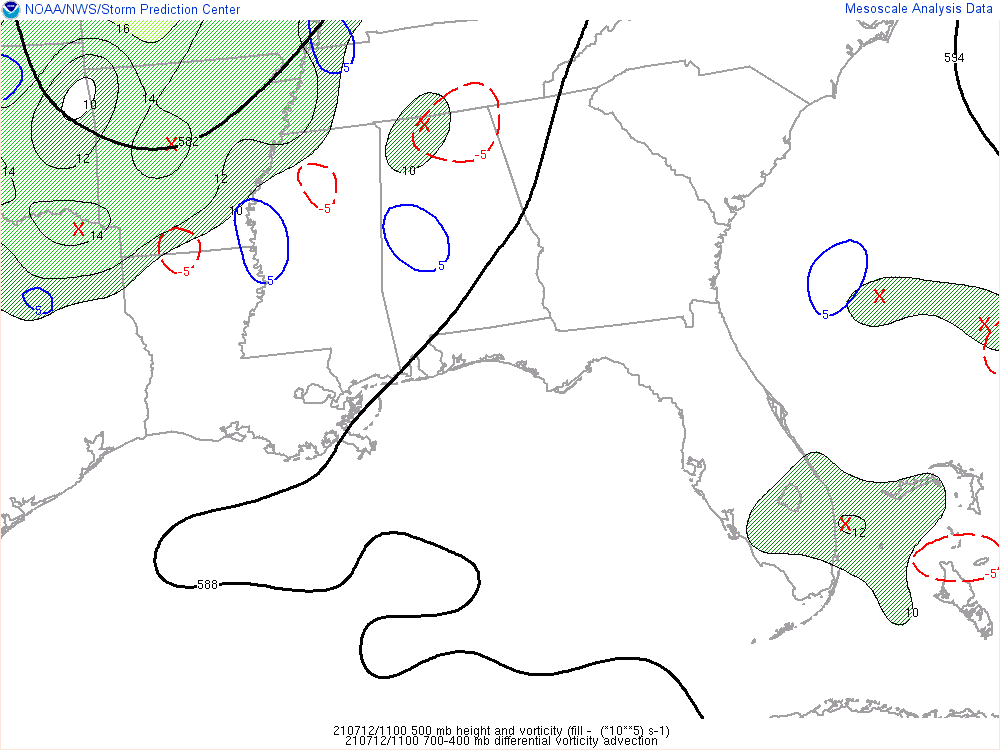 NOAA/NWS/Storm Prediction Center
Mesoscale Analysis Data
16
5
594
10
14
X
X
582
-5
12
10
14
12
-5
10
X
14
-5
5
5
5
X
5
X
-5
X
12
-5
588
10
210712/1100 500 mb height and vorticity (fill - (*10**5) s-1)
210712/1100 700-400 mb differential vorticity advection